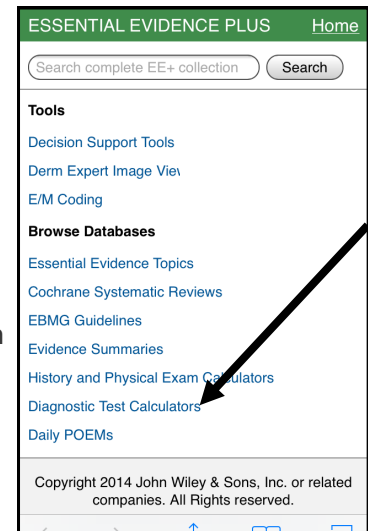 ESSENTIAL EVIDENCE PLUS Home
Search complete EE+ collection Search
Tools
Decision Support Tools
Derm Expert Image
E/M Coding
Browse Databases
Essential Evidence Topics
Cochrane Systematic Reviews
EBMG Guidelines
Evidence Summaries
History and Physical Exam Calculators
Diagnostic Test Calculators
Daily POEMs
Copyright 2014 John Wiley & Sons, Inc. or related
companies. All Rights reserved.